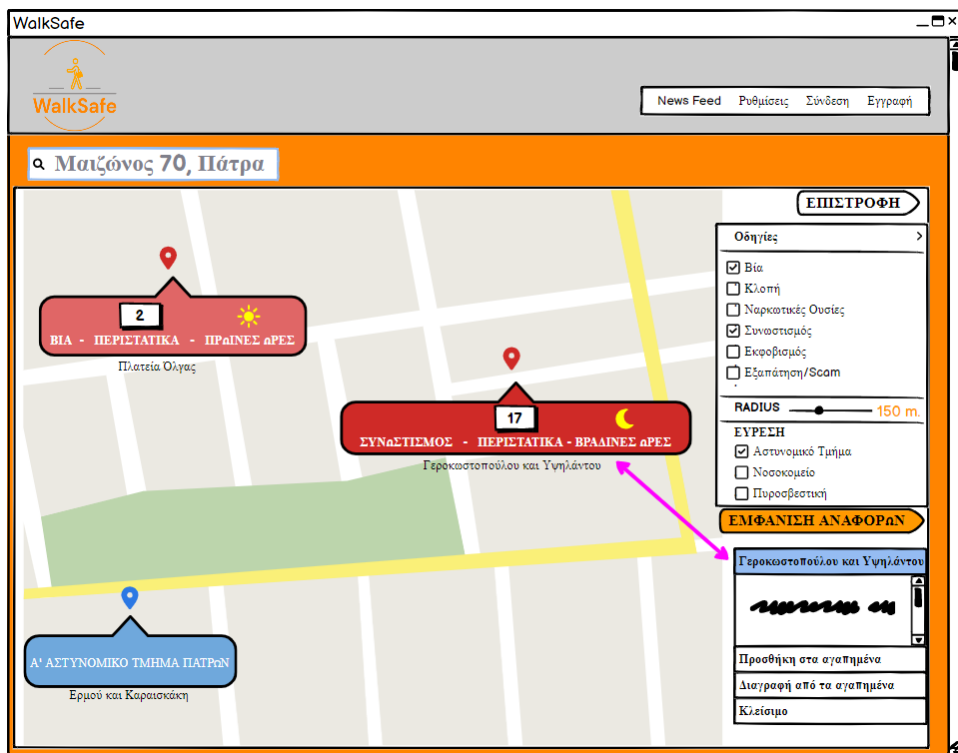 WalkSafe
WalkSafe
News Feed Ρυθμίσεις Σύνδεση Εγγραφή
Μαιζώνος 70, Πάτρα
ΕΠΙΣΤΡΟΦΗ
Οδηγίες
Βία
Κλοπή
Ναρκωτικές Ουσίες
Συνωστισμός
Εκφοβισμός
Εξαπάτηση/Scam
RADIUS 150 m.
ΕΥΡΕΣΗ
Αστυνομικό Τμήμα
Νοσοκομείο
Πυροσβεστική
ΕΜΦΑΝΙΣΗ ΑΝΑΦΟΡΩΝ
2
ΒΙΑ - ΠΕΡΙΣΤΑΤΙΚΑ - ΠΡΩΙΝΕΣ ΩΡΕΣ
Πλατεία Όλγας
17
ΣΥΝΩΣΤΙΣΜΟΣ - ΠΕΡΙΣΤΑΤΙΚΑ - ΒΡΑΔΙΝΕΣ ΩΡΕΣ
Γεροκωστοπούλου και Υψηλάντου
Α' ΑΣΤΥΝΟΜΙΚΟ ΤΜΗΜΑ ΠΑΤΡΩΝ
Ερμού και Καραισκάκη
Γεροκωστοπούλου και Υψηλάντου
Προσθήκη στα αγαπημένα
Διαγραφή από τα αγαπημένα
Κλείσιμο